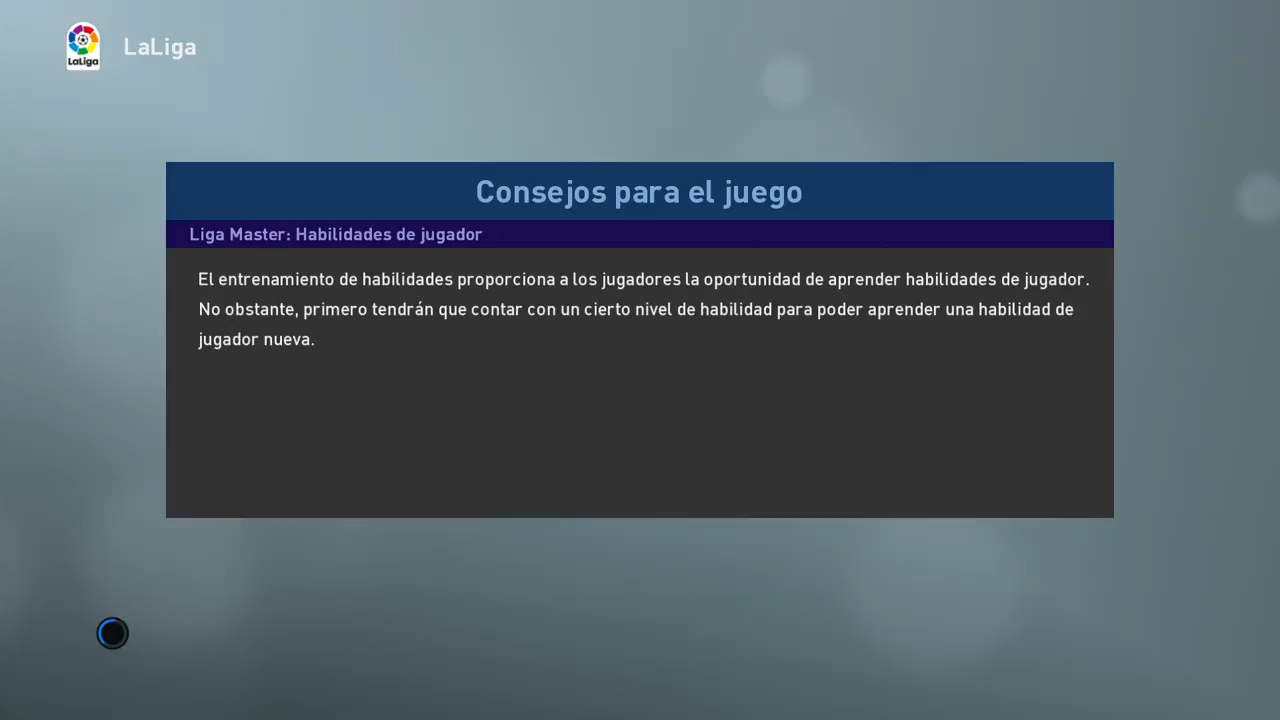 LaLiga
LaLiga
Consejos para el juego
Liga Master: Habilidades de jugador
El entrenamiento de habilidades proporciona a los jugadores la oportunidad de aprender habilidades de jugador.
No obstante, primero tendrán que contar con un cierto nivel de habilidad para poder aprender una habilidad de
jugador nueva.